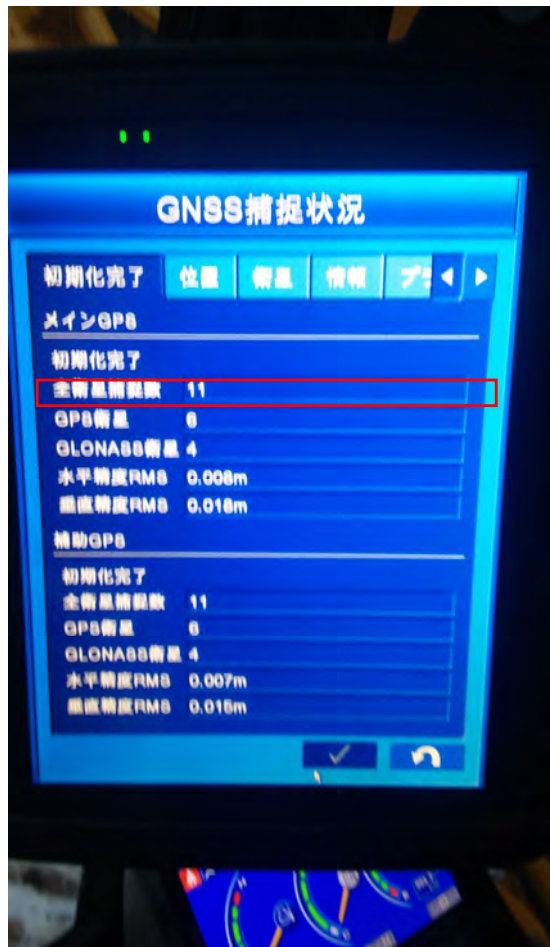 GNSS捕捉状況
初期化完了 位置 衛星 情報 プラ
メインGPS
初期化完了
全衛星捕捉数 11
GPS衛星 6
GLONASS衛星 4
水平精度RMS 0.008m
垂直精度RMS 0.018m
補助GPS
初期化完了
全衛星捕捉数 11
GPS衛星 6
GLONASS衛星 4
水平精度RMS 0.007m
垂直精度RMS 0.015m